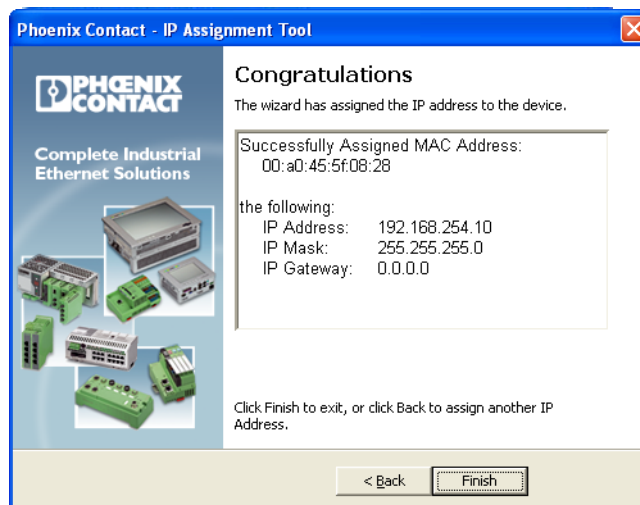 Phoenix Contact - IP Assignment Tool
PHŒNIX
CONTACT
Complete Industrial
Ethernet Solutions
Congratulations
The wizard has assigned the IP address to the device.
Successfully Assigned MAC Address:
00:a0:45:5f:08:28
the following:
IP Address: 192.168.254.10
IP Mask: 255.255.255.0
IP Gateway: 0.0.0.0
Click Finish to exit, or click Back to assign another IP
Address.
< Back Finish